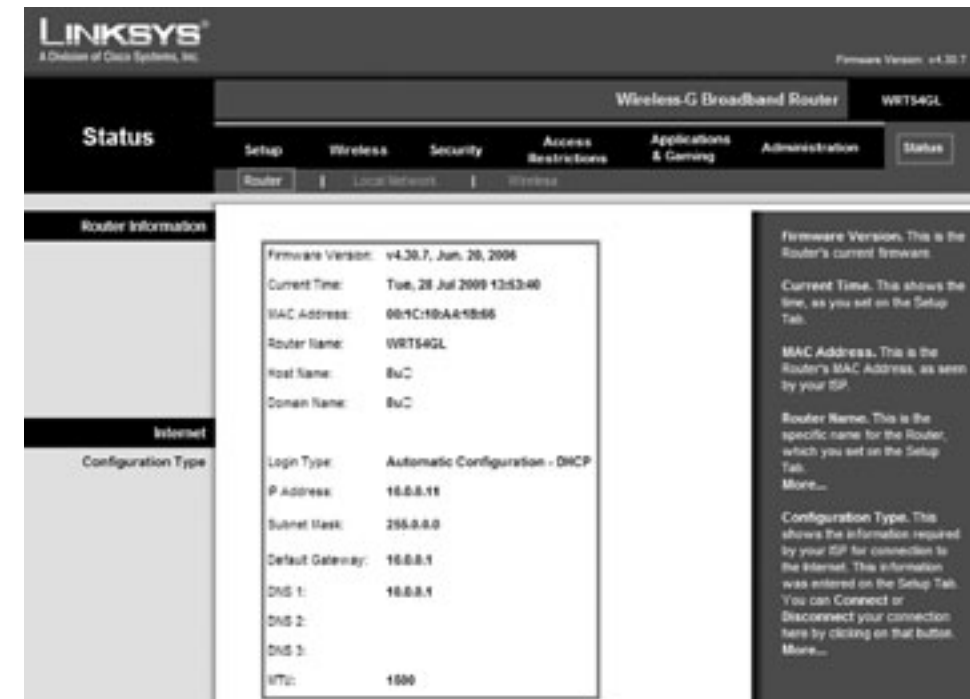 LINKSYS®
A Division of Cisco Systems, Inc.
Firmware Version: v4.30.7
Wireless-G Broadband Router WRT54GL
Status
Setup Wireless Security Access Restrictions Applications & Gaming Administration Status
Router | Local Network | Wireless
Router Information
Firmware Version: v4.30.7, Jun. 20, 2006
Current Time: Tue, 28 Jul 2009 13:53:40
MAC Address:
Router Name: WRT54GL
Host Name:
Domain Name:
Internet
Configuration Type
Login Type: Automatic Configuration - DHCP
IP Address: 10.0.0.11
Subnet Mask: 255.0.0.0
Default Gateway: 10.0.0.1
DNS 1: 10.0.0.1
DNS 2:
DNS 3:
MTU: 1500
Firmware Version. This is the
Router's current firmware.
Current Time. This shows the
time, as you set on the Setup
Tab.
MAC Address. This is the
Router's MAC Address, as seen
by your ISP.
Router Name. This is the
specific name for the Router,
which you set on the Setup
Tab.
More...
Configuration Type. This
shows the information required
by your ISP for connection to
the Internet. This information
was entered on the Setup Tab.
You can Connect or
Disconnect your connection
here by clicking on that button.
More...